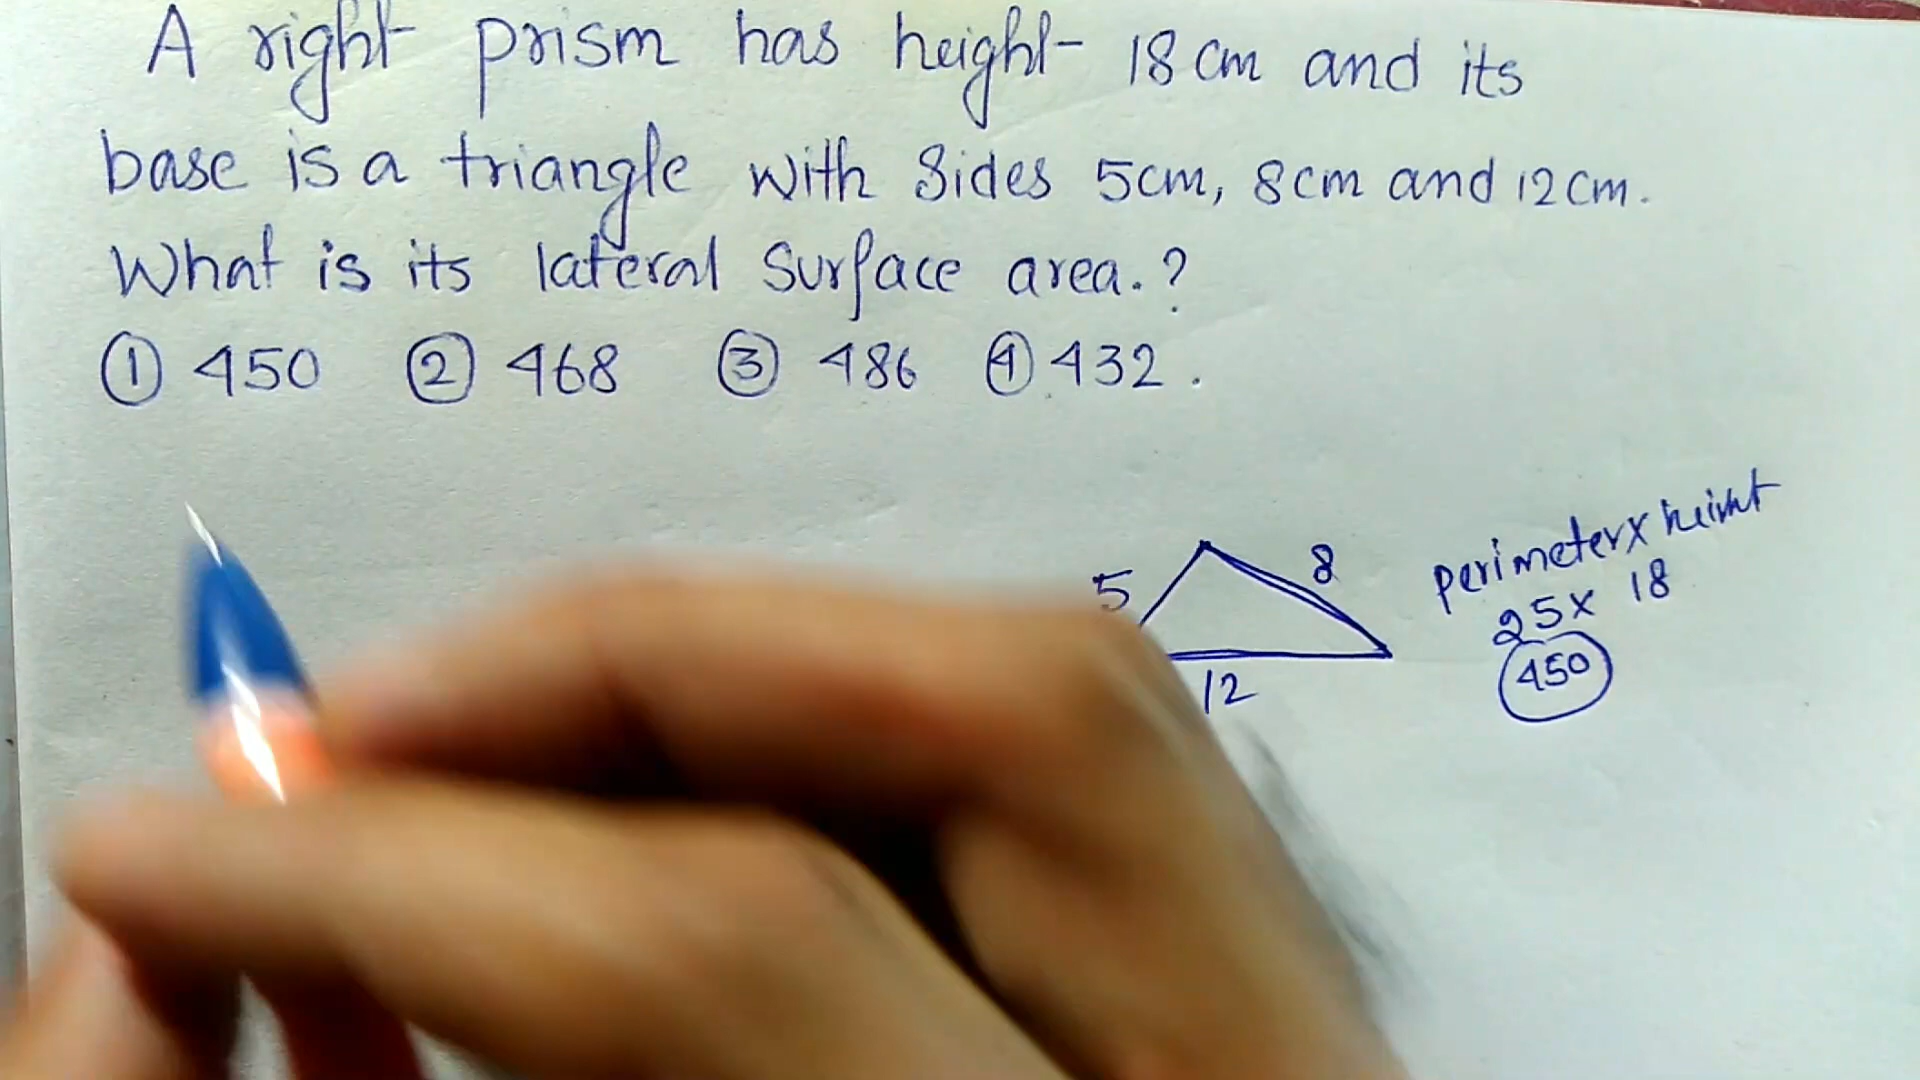 A right prism has height 18 cm and its
base is a triangle with sides 5cm, 8cm and 12cm.
What is its lateral surface area.?
① 450 ② 468 ③ 486 ④ 432.
5
8
12
perimeter x height
25 x 18
450